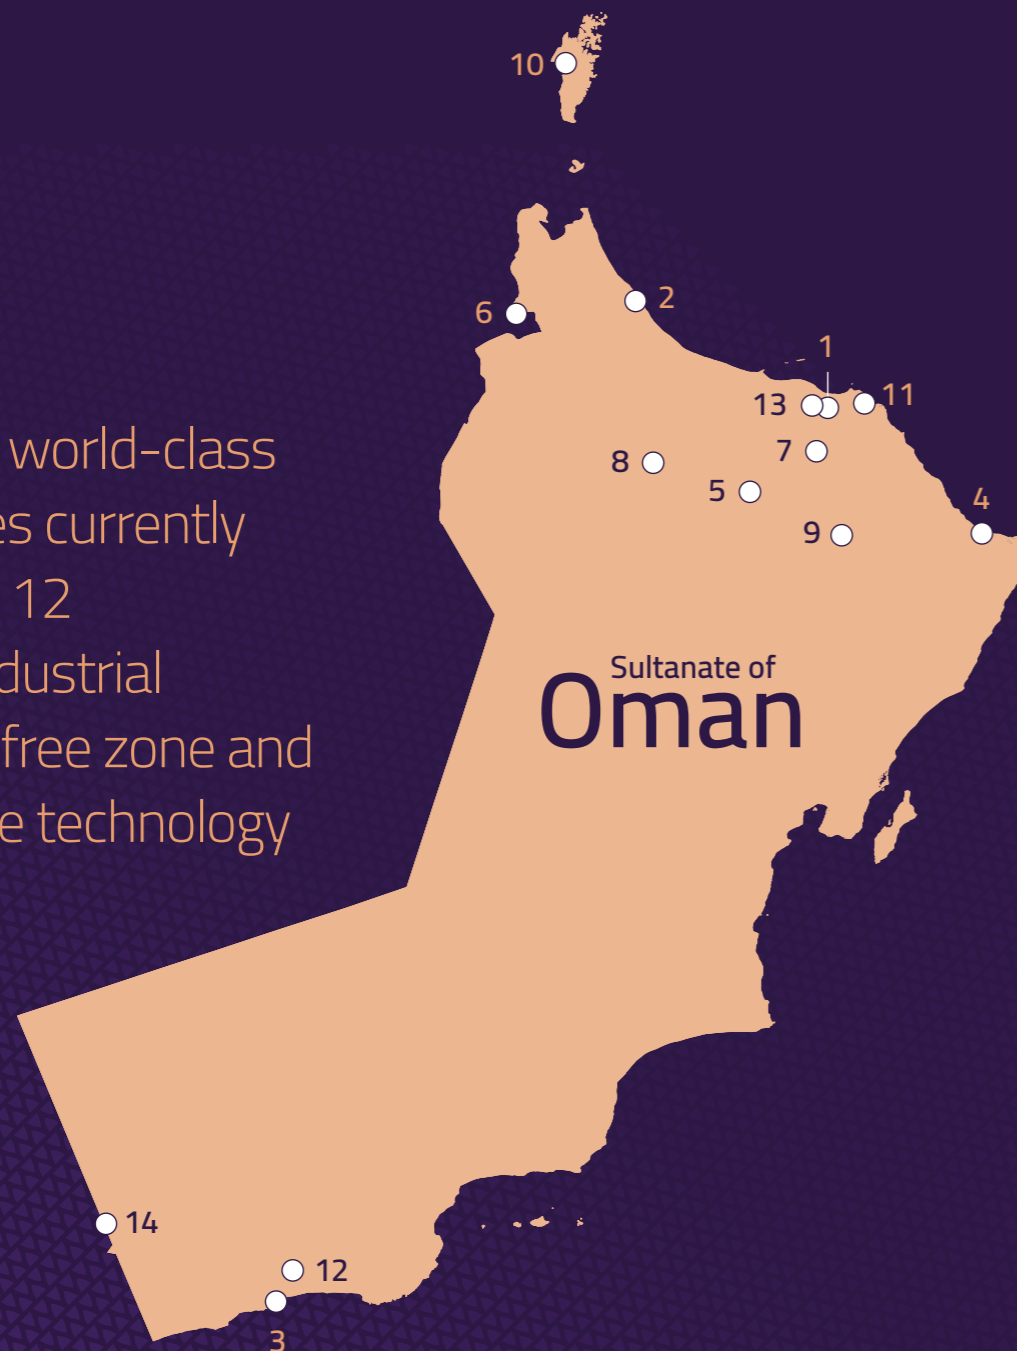 10
2
6
1
13
11
8
7
5
4
9
world-class
es currently
12
dustrial
free zone and
e technology
Sultanate of
Oman
14
12
3